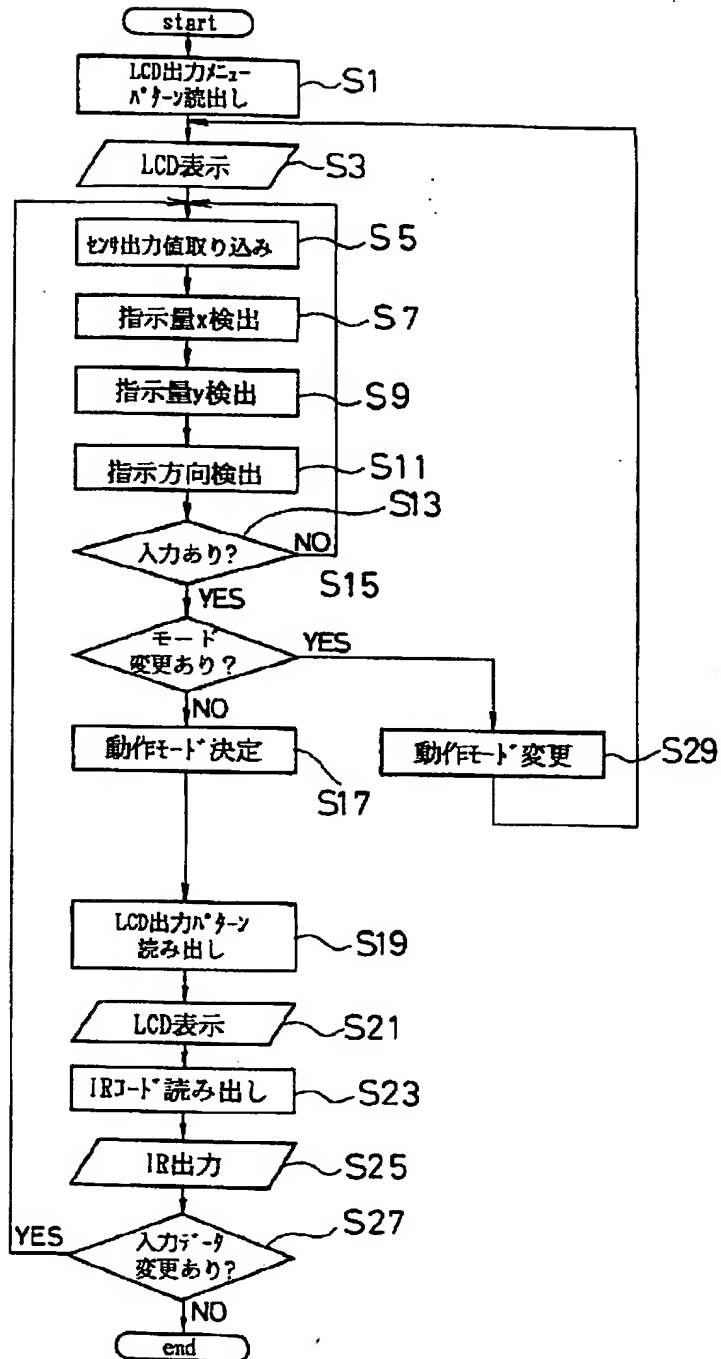 start
LCD出力ﾒﾆｭｰ
ﾊﾟﾀｰﾝ読出し
S1
LCD表示
S3
ｾﾝｻ出力値取り込み
S5
指示量x検出
S7
指示量y検出
S9
指示方向検出
S11
S13
入力あり?
NO
S15
YES
モード
変更あり?
YES
NO
動作ﾓｰﾄﾞ決定
S17
動作ﾓｰﾄﾞ変更
S29
LCD出力ﾊﾟﾀｰﾝ
読み出し
S19
LCD表示
S21
IRｺｰﾄﾞ読み出し
S23
IR出力
S25
S27
YES
入力ﾃﾞｰﾀ
変更あり?
NO
end